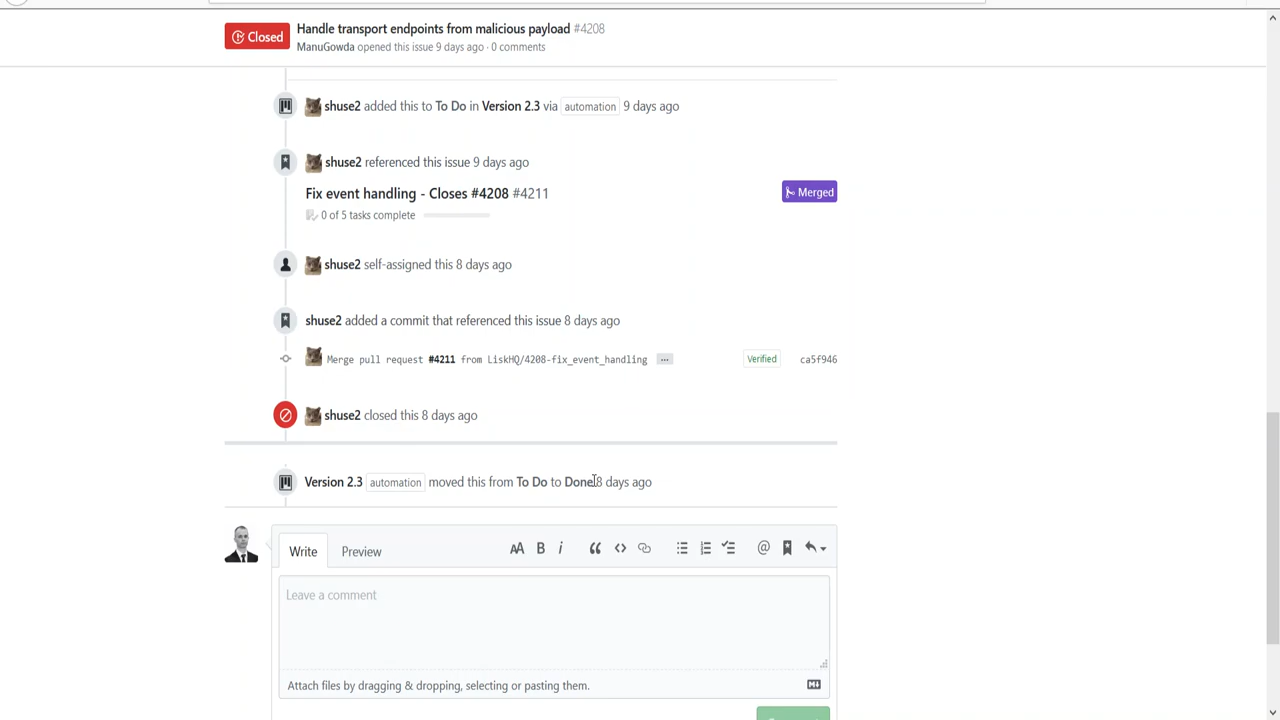 Closed
Handle transport endpoints from malicious payload #4208
ManuGowda opened this issue 9 days ago · 0 comments
shuse2 added this to To Do in Version 2.3 via automation 9 days ago
shuse2 referenced this issue 9 days ago
Fix event handling - Closes #4208 #4211
Merged
0 of 5 tasks complete
shuse2 self-assigned this 8 days ago
shuse2 added a commit that referenced this issue 8 days ago
Merge pull request #4211 from LiskHQ/4208-fix_event_handling ... Verified ca5f946
shuse2 closed this 8 days ago
Version 2.3 automation moved this from To Do to Done 8 days ago
Write Preview AA B i @
Leave a comment
Attach files by dragging & dropping, selecting or pasting them.